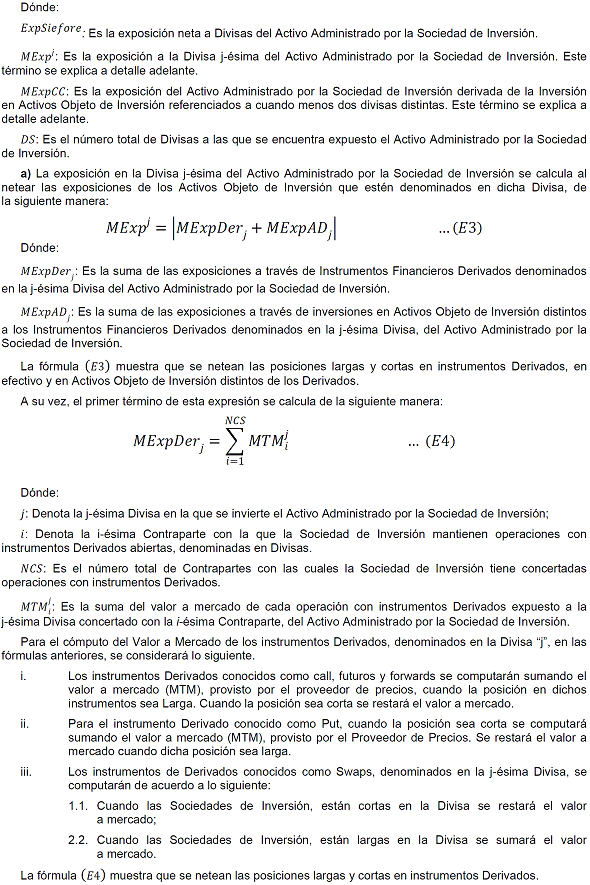 Dónde:
ExpSiefore: Es la exposición neta a Divisas del Activo Administrado por la Sociedad de Inversión.
MExp^j: Es la exposición a la Divisa j-ésima del Activo Administrado por la Sociedad de Inversión. Este
término se explica a detalle adelante.
MExpCC: Es la exposición del Activo Administrado por la Sociedad de Inversión derivada de la Inversión
en Activos Objeto de Inversión referenciados a cuando menos dos divisas distintas. Este término se explica a
detalle adelante.
DS: Es el número total de Divisas a las que se encuentra expuesto el Activo Administrado por la Sociedad
de Inversión.
a) La exposición en la Divisa j-ésima del Activo Administrado por la Sociedad de Inversión se calcula al
netear las exposiciones de los Activos Objeto de Inversión que estén denominados en dicha Divisa, de
la siguiente manera:
MExp^j = |MExpDer_j + MExpAD_j| ... (E3)
Dónde:
MExpDer_j: Es la suma de las exposiciones a través de Instrumentos Financieros Derivados denominados
en la j-ésima Divisa del Activo Administrado por la Sociedad de Inversión.
MExpAD_j: Es la suma de las exposiciones a través de inversiones en Activos Objeto de Inversión distintos
a los Instrumentos Financieros Derivados denominados en la j-ésima Divisa, del Activo Administrado por la
Sociedad de Inversión.
La fórmula (E3) muestra que se netean las posiciones largas y cortas en instrumentos Derivados, en
efectivo y en Activos Objeto de Inversión distintos de los Derivados.
A su vez, el primer término de esta expresión se calcula de la siguiente manera:
MExpDer_j = ∑_{i=1}^{NCS} MTM_i^j ... (E4)
Dónde:
j: Denota la j-ésima Divisa en la que se invierte el Activo Administrado por la Sociedad de Inversión;
i: Denota la i-ésima Contraparte con la que la Sociedad de Inversión mantienen operaciones con
instrumentos Derivados abiertas, denominadas en Divisas.
NCS: Es el número total de Contrapartes con las cuales la Sociedad de Inversión tiene concertadas
operaciones con instrumentos Derivados.
MTM_i^j: Es la suma del valor a mercado de cada operación con instrumentos Derivados expuesto a la
j-ésima Divisa concertado con la i-ésima Contraparte, del Activo Administrado por la Sociedad de Inversión.
Para el cómputo del Valor a Mercado de los instrumentos Derivados, denominados en la Divisa “j”, en las
fórmulas anteriores, se considerará lo siguiente.
i. Los instrumentos Derivados conocidos como call, futuros y forwards se computarán sumando el
valor a mercado (MTM), provisto por el proveedor de precios, cuando la posición en dichos
instrumentos sea Larga. Cuando la posición sea corta se restará el valor a mercado.
ii. Para el instrumento Derivado conocido como Put, cuando la posición sea corta se computará
sumando el valor a mercado (MTM), provisto por el Proveedor de Precios. Se restará el valor a
mercado cuando dicha posición sea larga.
iii. Los instrumentos de Derivados conocidos como Swaps, denominados en la j-ésima Divisa, se
computarán de acuerdo a lo siguiente:
1.1. Cuando las Sociedades de Inversión, están cortas en la Divisa se restará el valor
a mercado;
2.2. Cuando las Sociedades de Inversión, están largas en la Divisa se sumará el valor
a mercado.
La fórmula (E4) muestra que se netean las posiciones largas y cortas en instrumentos Derivados.